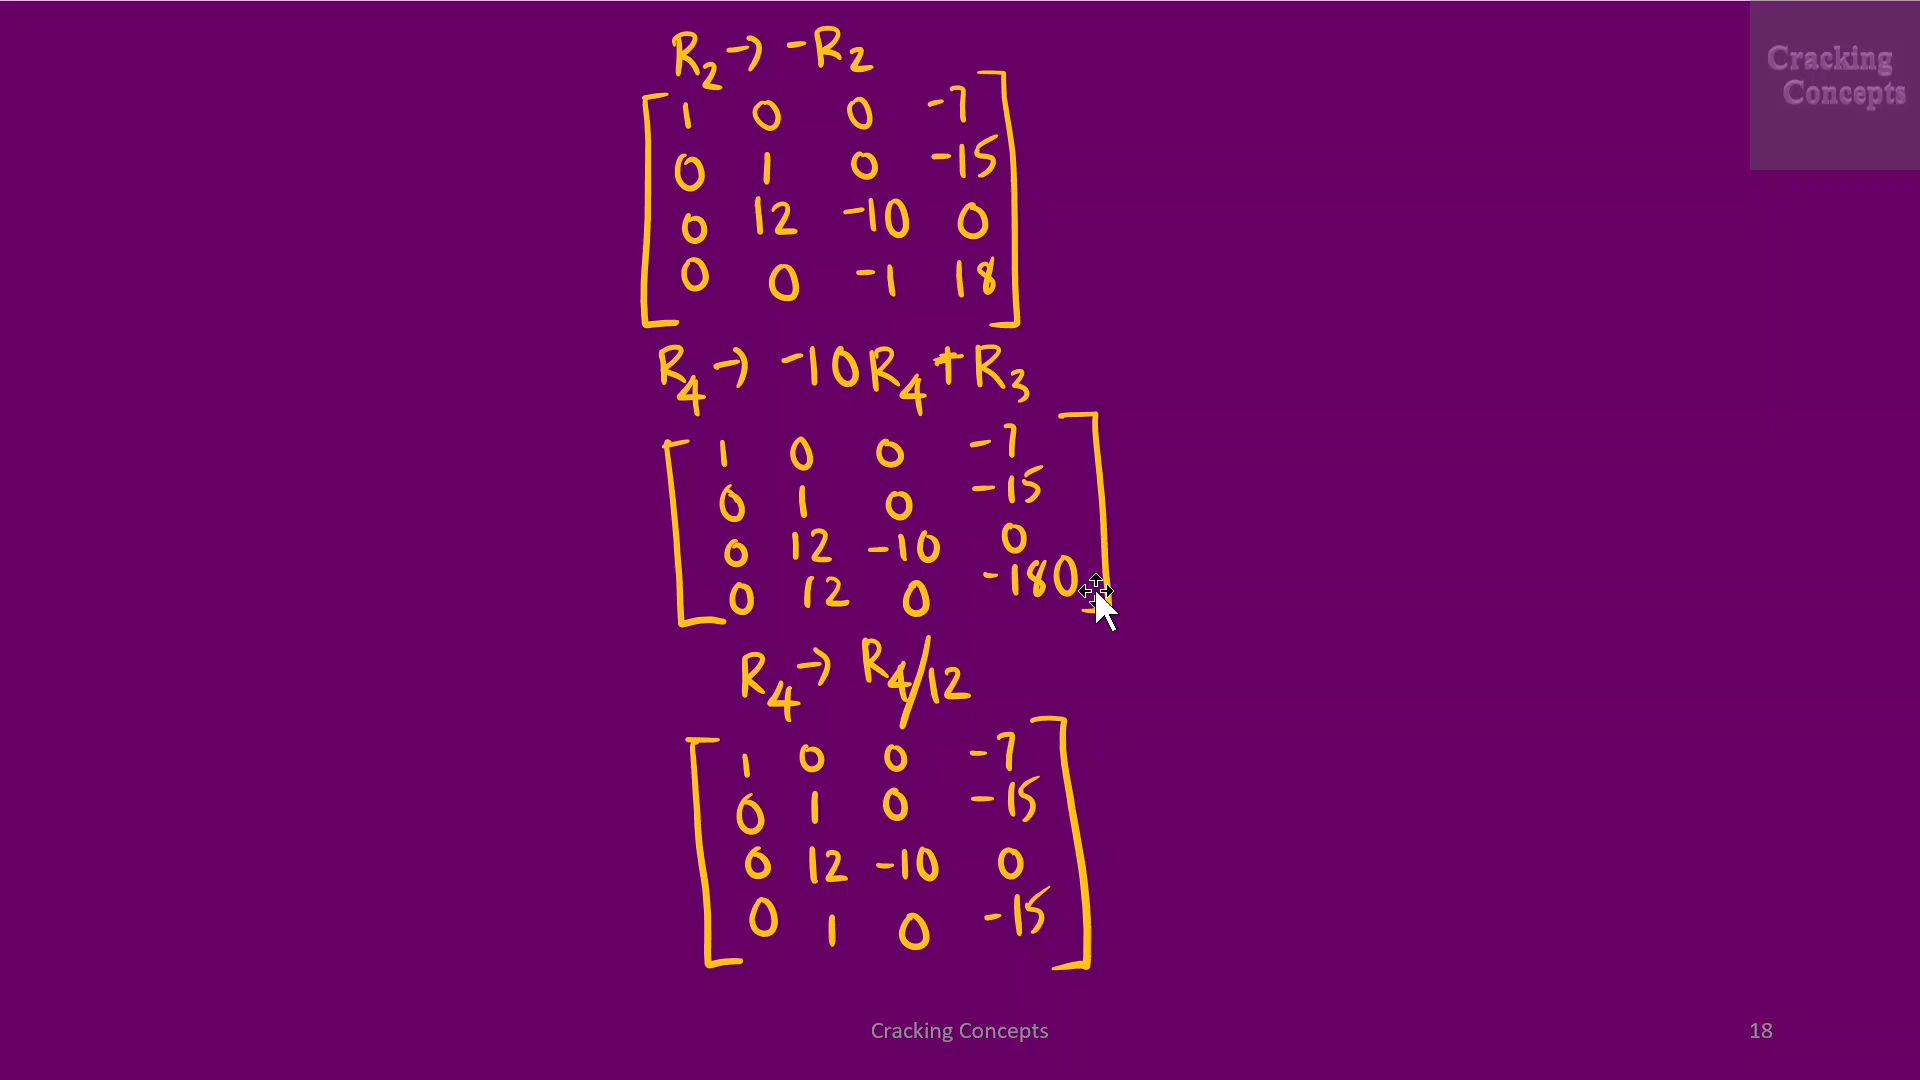 R2 → -R2
1 0 0 -7
0 1 0 -15
0 12 -10 0
0 0 -1 18
R4 → -10R4 + R3
1 0 0 -7
0 1 0 -15
0 12 -10 0
0 12 0 -180
R4 → R4/12
1 0 0 -7
0 1 0 -15
0 12 -10 0
0 1 0 -15
Cracking
Concepts
Cracking Concepts
18